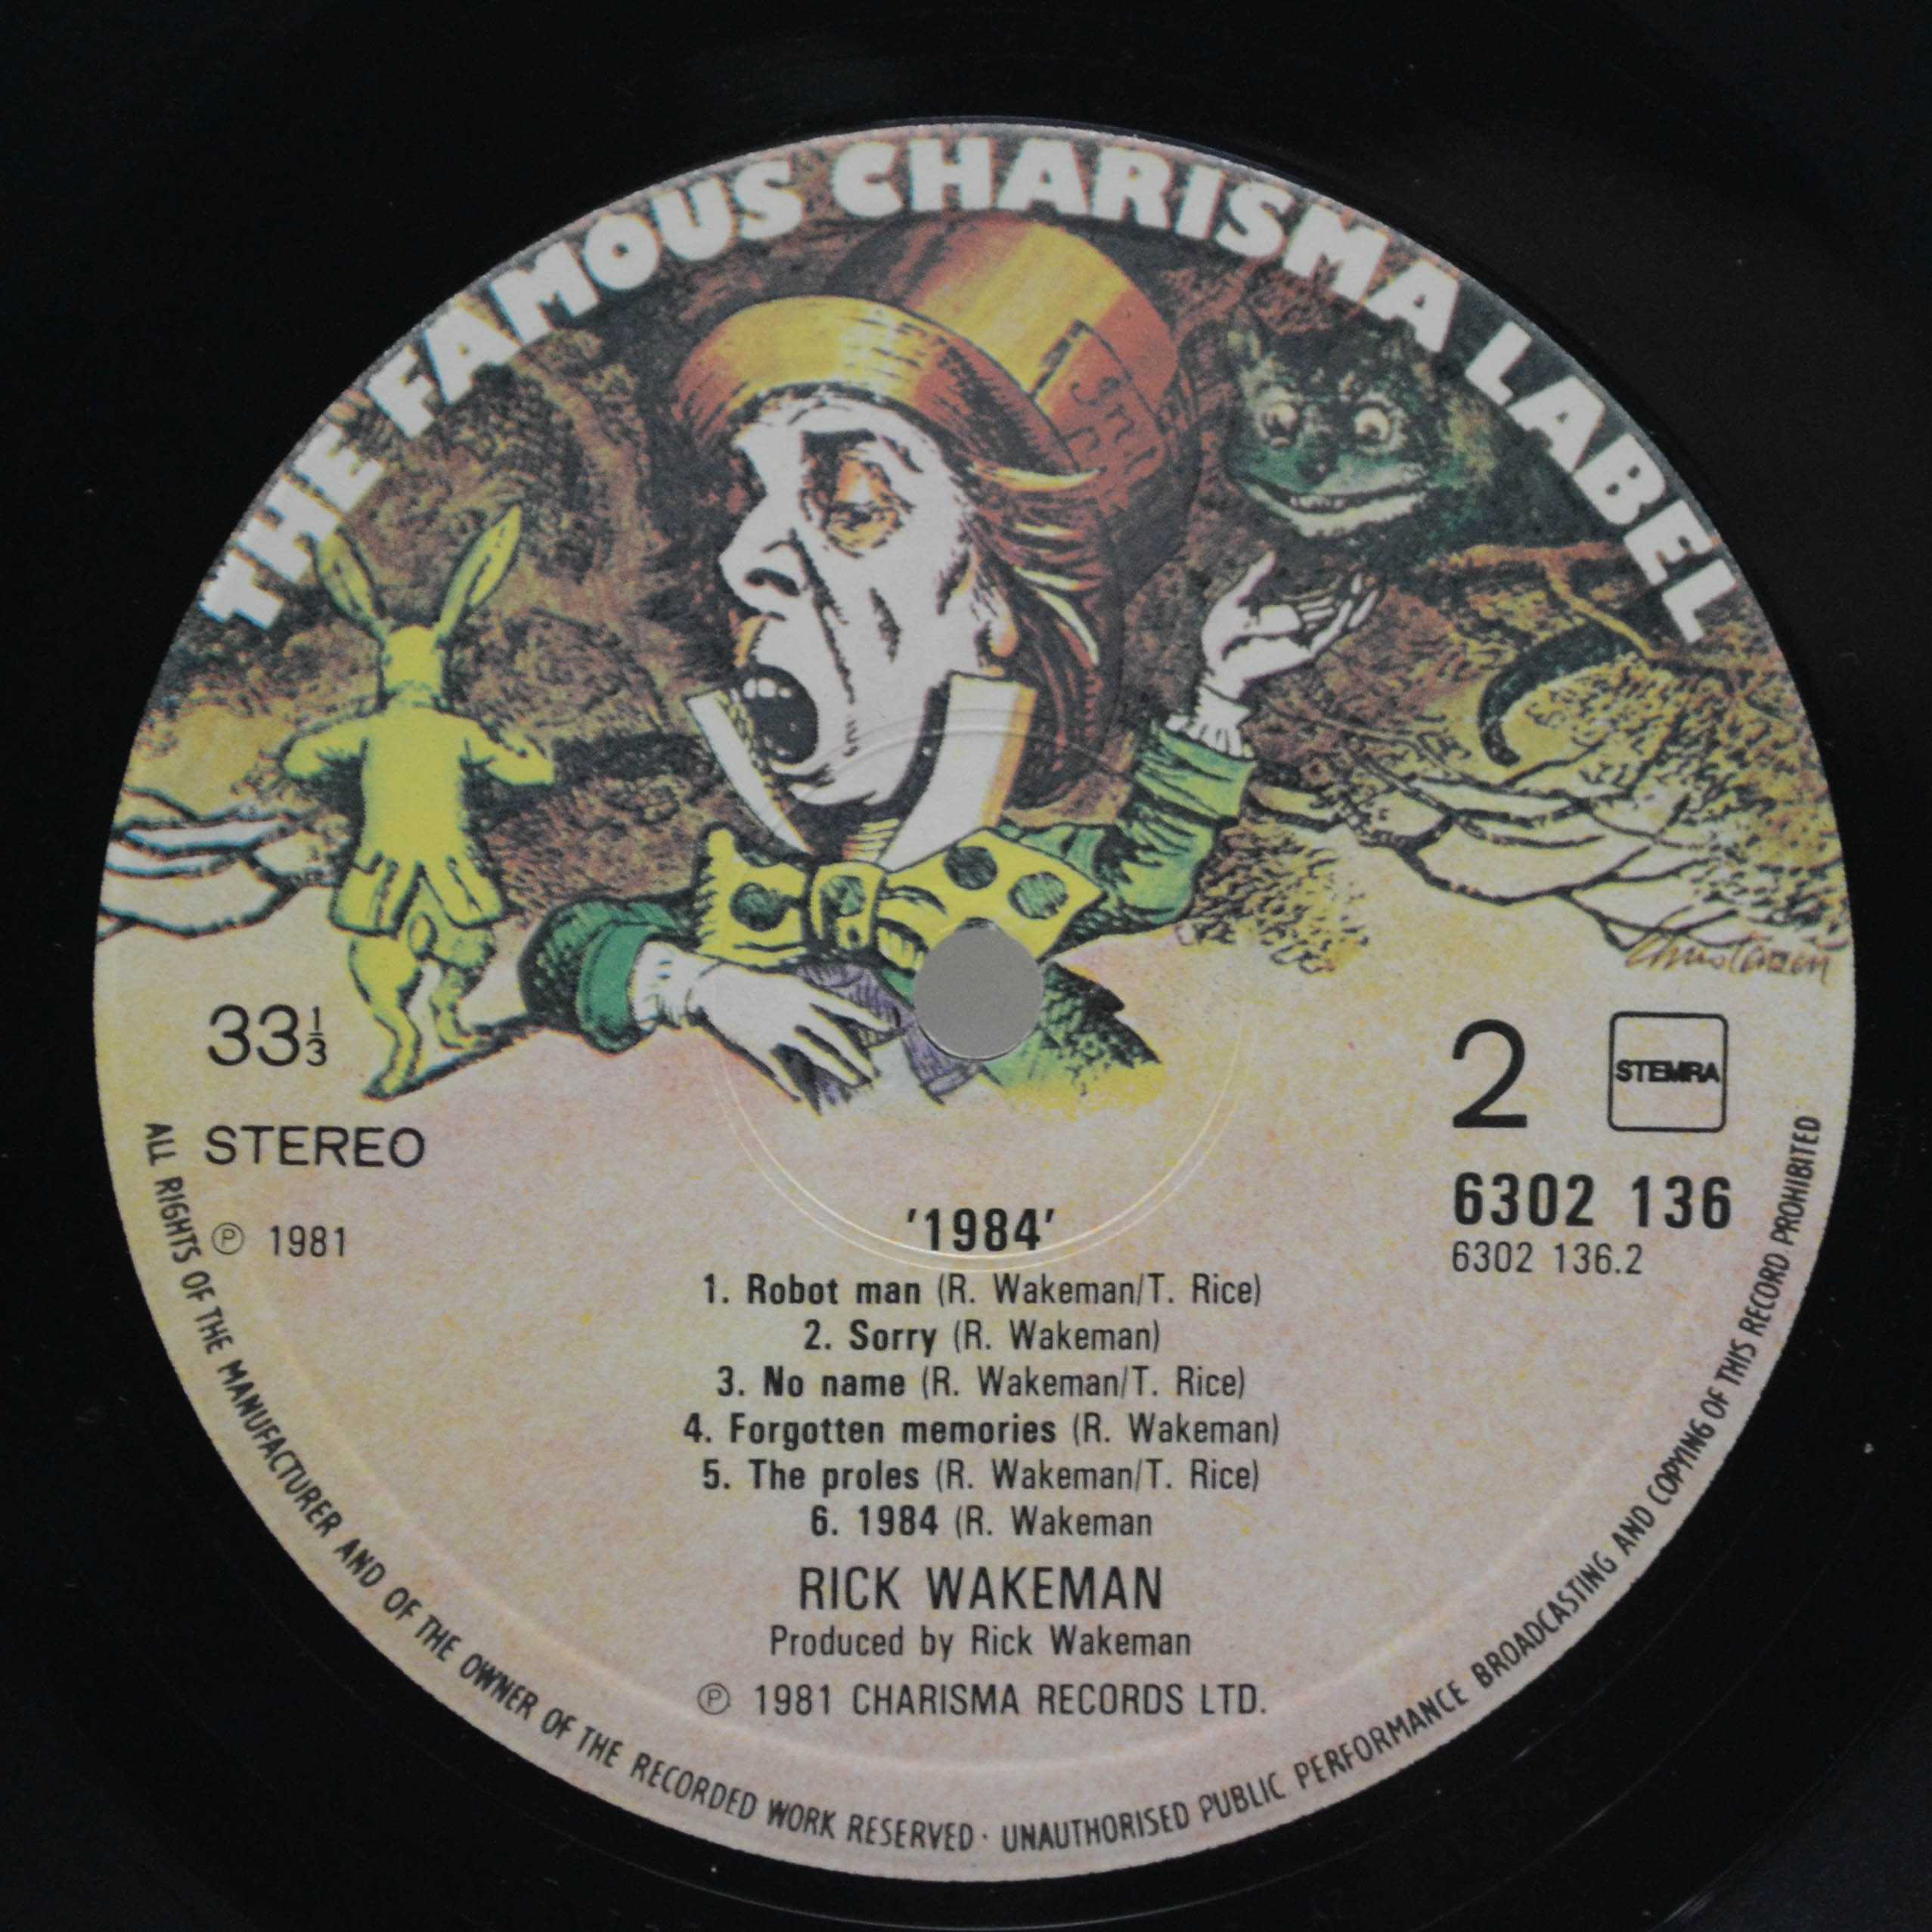 THE FAMOUS CHARISMA LABEL
Christensen
33⅓
STEREO
Ⓟ 1981
2
STEMRA
6302 136
6302 136.2
'1984'
1. Robot man (R. Wakeman/T. Rice)
2. Sorry (R. Wakeman)
3. No name (R. Wakeman/T. Rice)
4. Forgotten memories (R. Wakeman)
5. The proles (R. Wakeman/T. Rice)
6. 1984 (R. Wakeman
RICK WAKEMAN
Produced by Rick Wakeman
Ⓟ 1981 CHARISMA RECORDS LTD.
ALL RIGHTS OF THE MANUFACTURER AND OF THE OWNER OF THE RECORDED WORK RESERVED · UNAUTHORISED PUBLIC PERFORMANCE BROADCASTING AND COPYING OF THIS RECORD PROHIBITED